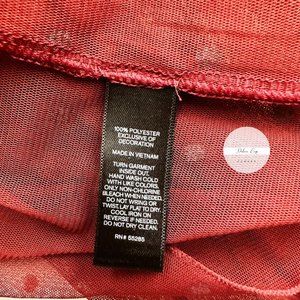 100% POLYESTER
EXCLUSIVE OF
DECORATION
MADE IN VIETNAM
TURN GARMENT
INSIDE OUT.
HAND WASH COLD
WITH LIKE COLORS.
ONLY NON-CHLORINE
BLEACH WHEN NEEDED.
DO NOT WRING OR
TWIST, LAY FLAT TO DRY.
COOL IRON ON
REVERSE IF NEEDED.
DO NOT DRY CLEAN.
RN# 55285